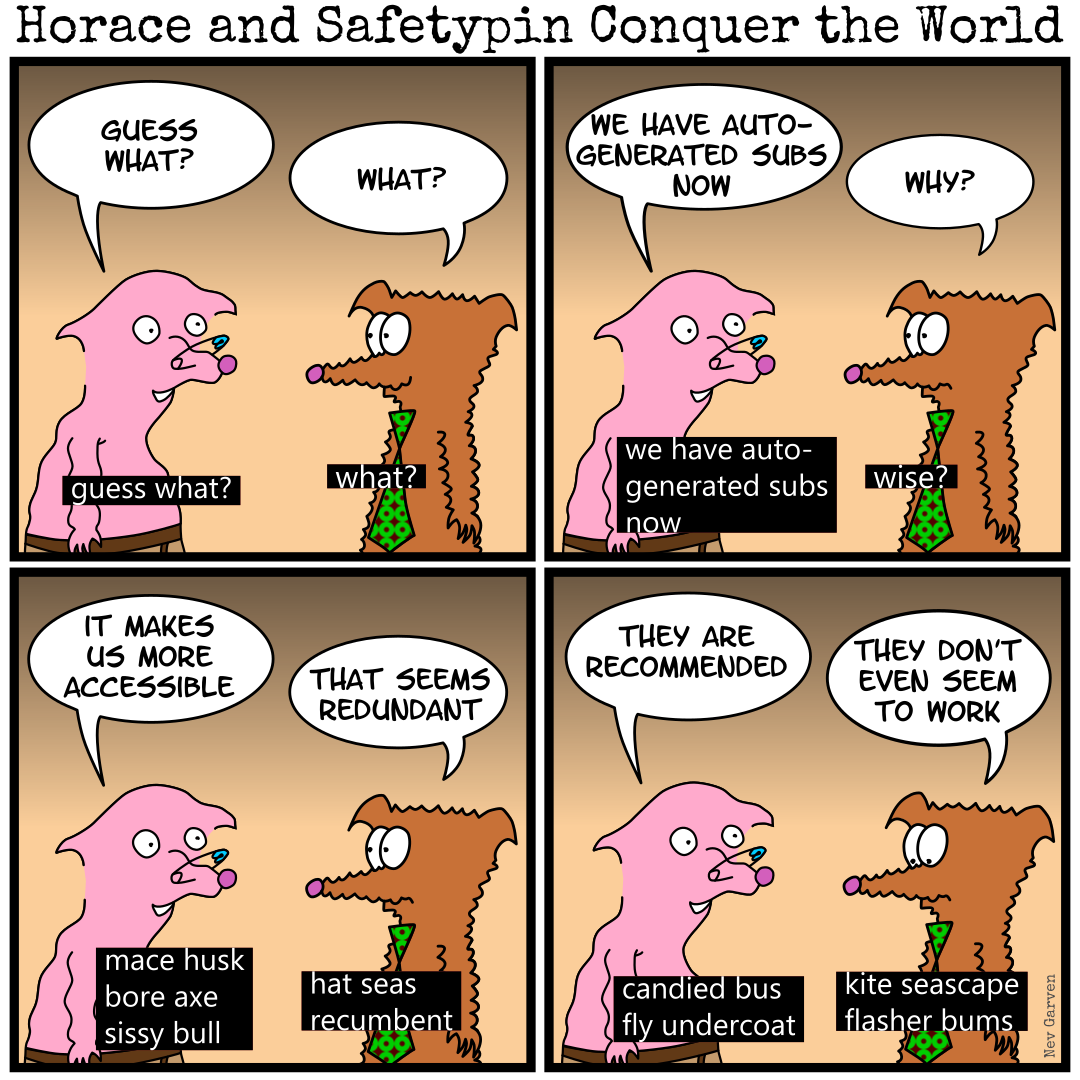 Horace and Safetypin Conquer the World
GUESS
WHAT?
WHAT?
guess what?
what?
WE HAVE AUTO-
GENERATED SUBS
NOW
WHY?
we have auto-
generated subs
now
wise?
IT MAKES
US MORE
ACCESSIBLE
THAT SEEMS
REDUNDANT
mace husk
bore axe
sissy bull
hat seas
recumbent
THEY ARE
RECOMMENDED
THEY DON'T
EVEN SEEM
TO WORK
candied bus
fly undercoat
kite seascape
flasher bums
Nev Garven